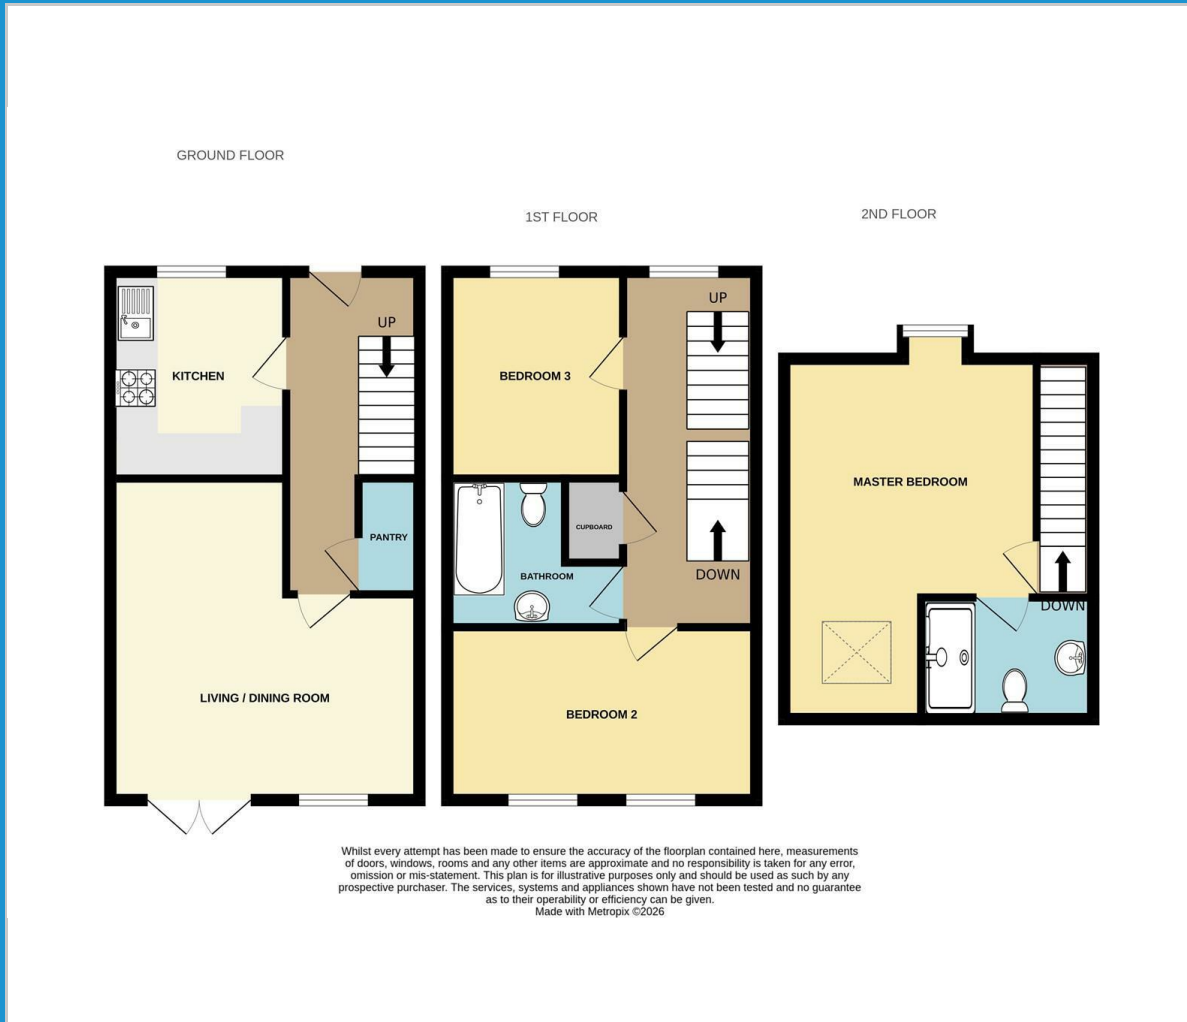 GROUND FLOOR
1ST FLOOR
2ND FLOOR
KITCHEN
UP
PANTRY
LIVING / DINING ROOM
UP
BEDROOM 3
CUPBOARD
BATHROOM
DOWN
BEDROOM 2
MASTER BEDROOM
DOWN
Whilst every attempt has been made to ensure the accuracy of the floorplan contained here, measurements
of doors, windows, rooms and any other items are approximate and no responsibility is taken for any error,
omission or mis-statement. This plan is for illustrative purposes only and should be used as such by any
prospective purchaser. The services, systems and appliances shown have not been tested and no guarantee
as to their operability or efficiency can be given.
Made with Metropix ©2026